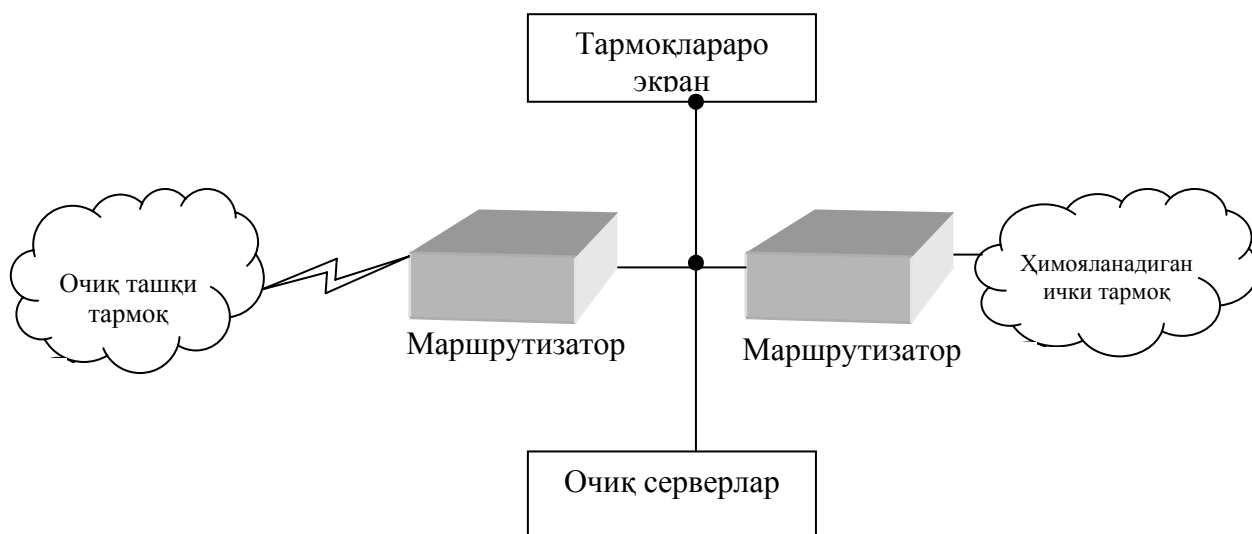 Тармоқлараро
экран
Очиқ ташқи
тармоқ
Маршрутизатор
Маршрутизатор
Ҳимояланадиган
ички тармоқ
Очиқ серверлар